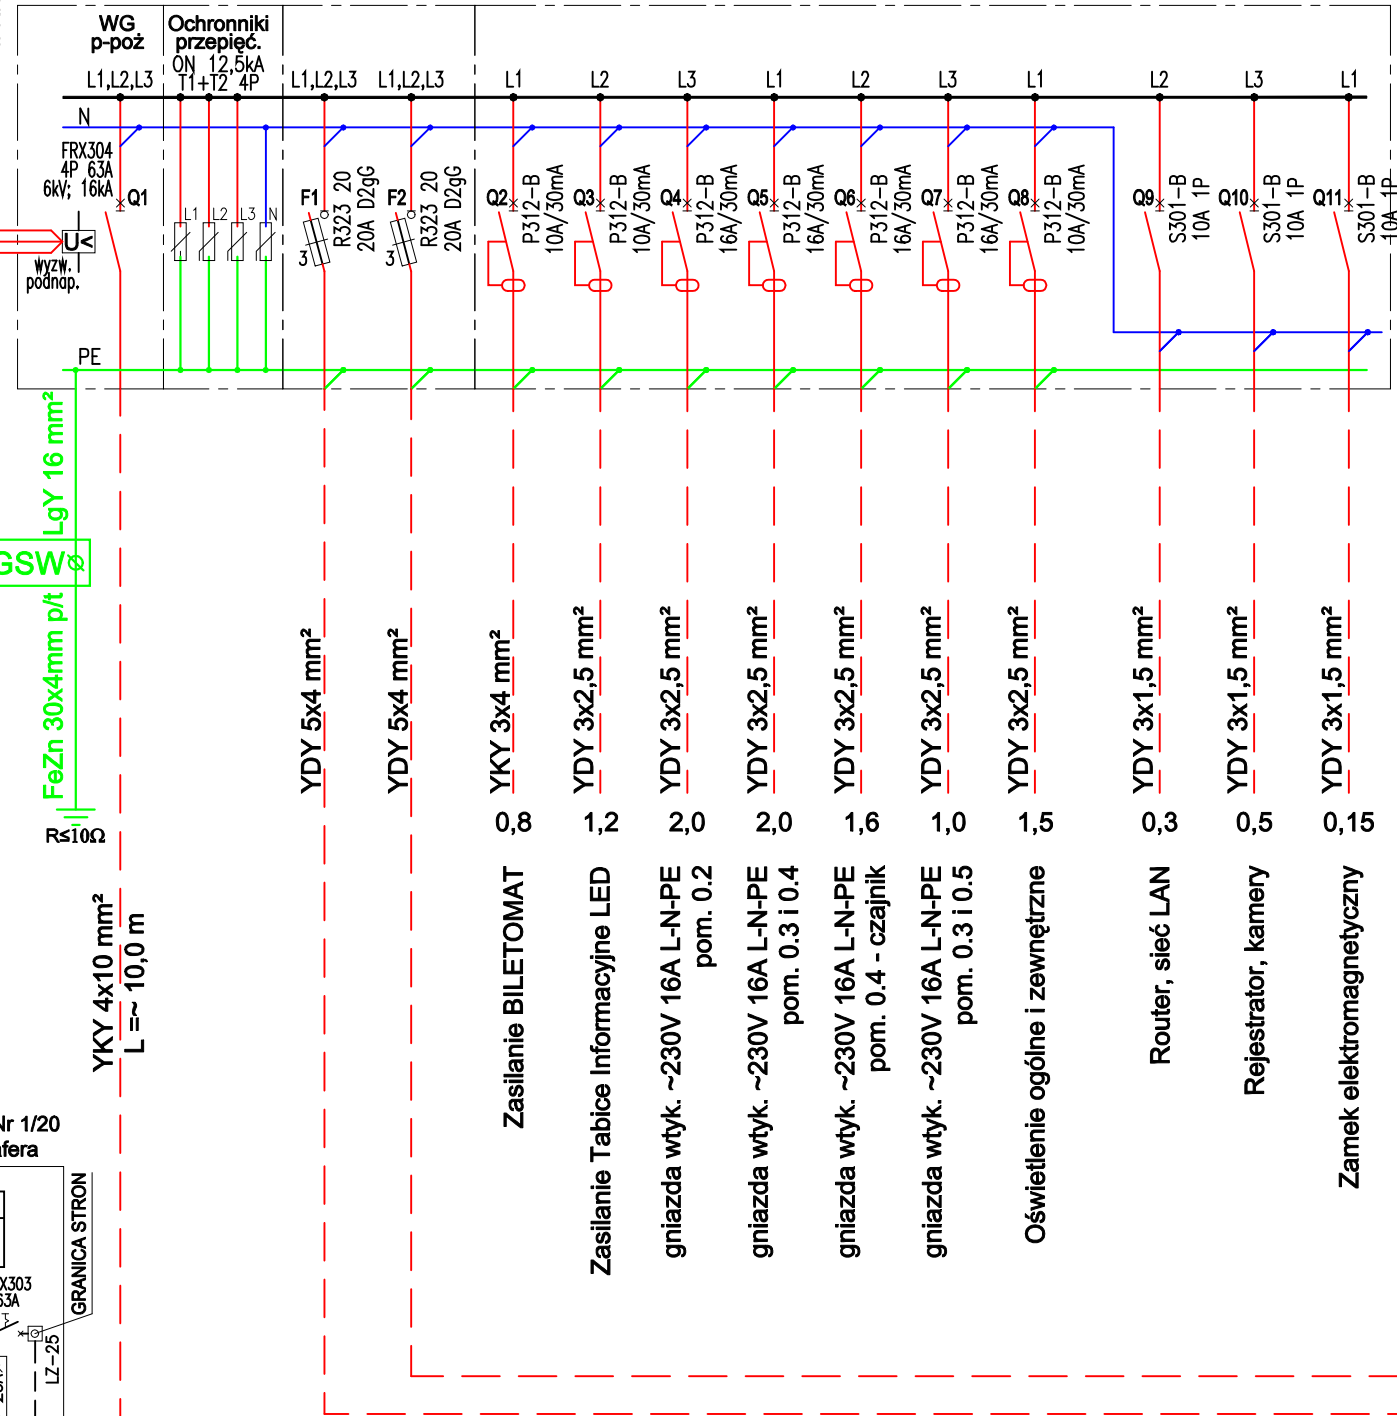 WG
p-poż
L1,L2,L3
Ochronniki
przepięć.
ON 12,5kA
T1+T2 4P
L1,L2,L3
L1,L2,L3
L1
L2
L3
L1
L2
L3
L1
L2
L3
L1
N
FRX304
4P 63A
6kV; 16kA
Q1
U<
wyzw.
podnap.
L1
L2
L3
N
F1
3
R323 20
20A D2gG
F2
3
R323 20
20A D2gG
Q2
P312-B
10A/30mA
Q3
P312-B
10A/30mA
Q4
P312-B
16A/30mA
Q5
P312-B
16A/30mA
Q6
P312-B
16A/30mA
Q7
P312-B
16A/30mA
Q8
P312-B
10A/30mA
Q9
S301-B
10A 1P
Q10
S301-B
10A 1P
Q11
S301-B
10A 1P
PE
LgY 16 mm²
GSW
FeZn 30x4mm p/t
R≤10Ω
YKY 4x10 mm²
L =~ 10,0 m
YDY 5x4 mm²
YDY 5x4 mm²
YKY 3x4 mm²
YDY 3x2,5 mm²
YDY 3x2,5 mm²
YDY 3x2,5 mm²
YDY 3x2,5 mm²
YDY 3x2,5 mm²
YDY 3x2,5 mm²
YDY 3x1,5 mm²
YDY 3x1,5 mm²
YDY 3x1,5 mm²
0,8
1,2
2,0
2,0
1,6
1,0
1,5
0,3
0,5
0,15
Zasilanie BILETOMAT
Zasilanie Tabice Informacyjne LED
gniazda wtyk. ~230V 16A L-N-PE
pom. 0.2
gniazda wtyk. ~230V 16A L-N-PE
pom. 0.3 i 0.4
gniazda wtyk. ~230V 16A L-N-PE
pom. 0.4 - czajnik
gniazda wtyk. ~230V 16A L-N-PE
pom. 0.3 i 0.5
Oświetlenie ogólne i zewnętrzne
Router, sieć LAN
Rejestrator, kamery
Zamek elektromagnetyczny
Nr 1/20
afera
GRANICA STRON
X303
63A
LZ-25